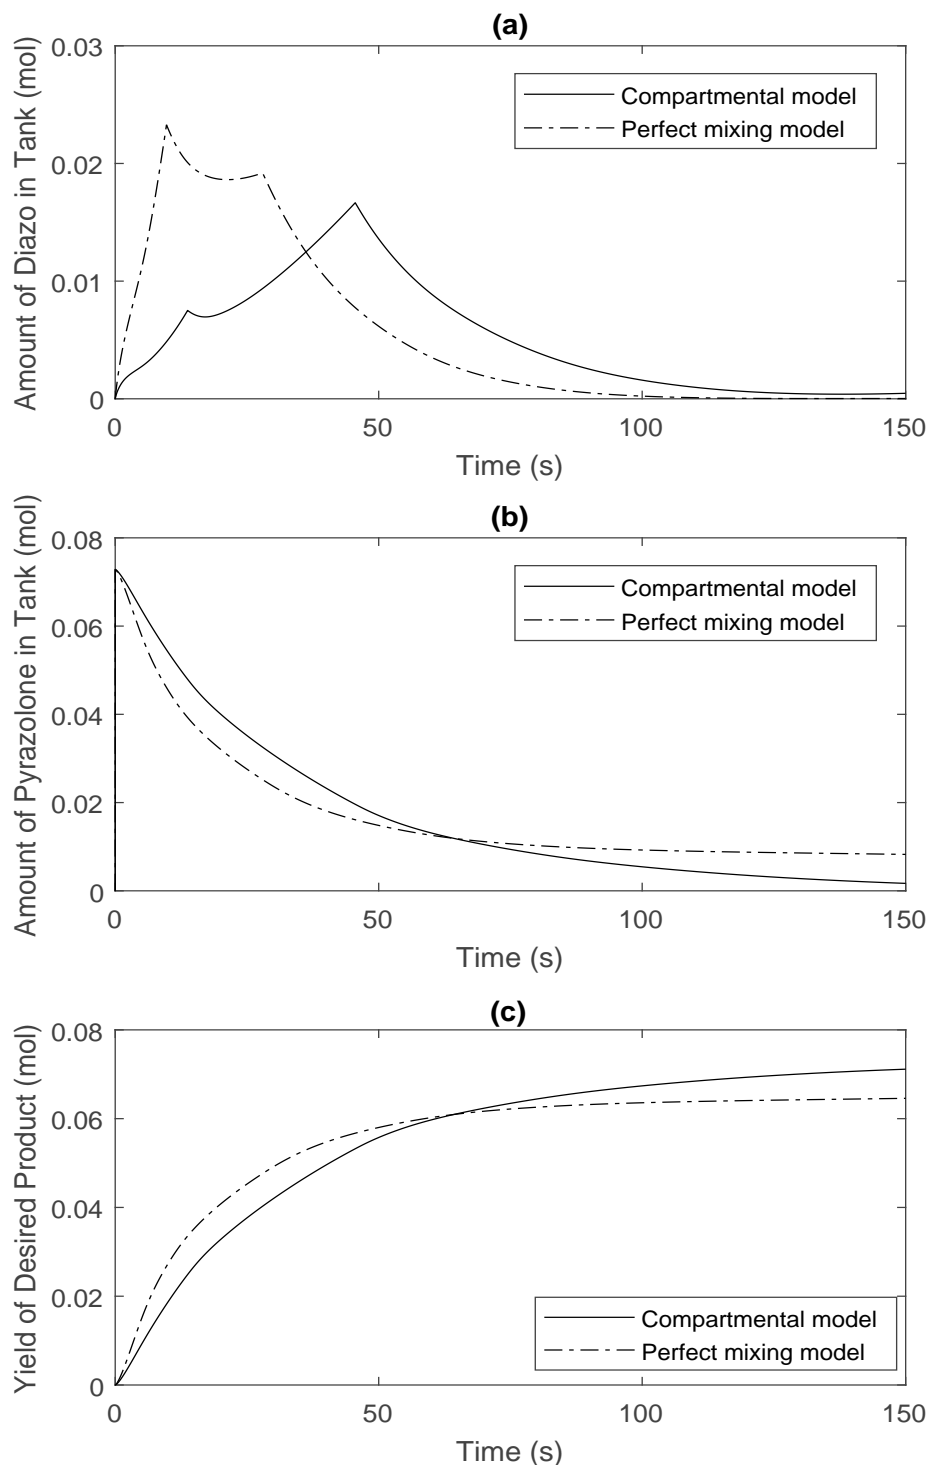 (a)
Amount of Diazo in Tank (mol)
0.03
0.02
0.01
0
Compartmental model
Perfect mixing model
0 50 100 150
Time (s)
(b)
Amount of Pyrazolone in Tank (mol)
0.08
0.06
0.04
0.02
0
Compartmental model
Perfect mixing model
0 50 100 150
Time (s)
(c)
Yield of Desired Product (mol)
0.08
0.06
0.04
0.02
0
Compartmental model
Perfect mixing model
0 50 100 150
Time (s)